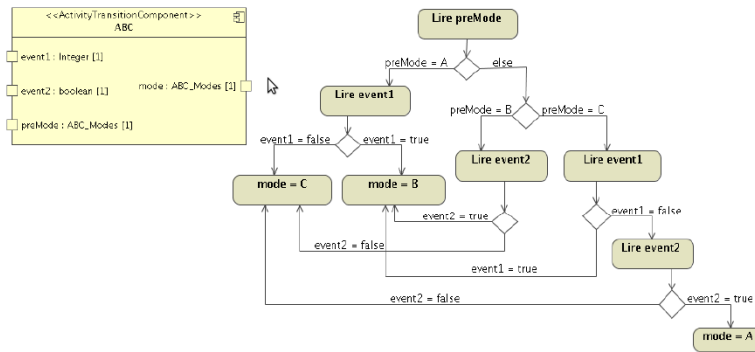 <<ActivityTransitionComponent>>
ABC
event1 : Integer [1]
event2 : boolean [1]
mode : ABC_Modes [1]
preMode : ABC_Modes [1]
Lire preMode
preMode = A
else
Lire event1
preMode = B
preMode = C
event1 = false
event1 = true
Lire event2
Lire event1
mode = C
mode = B
event2 = true
event1 = false
event2 = false
Lire event2
event1 = true
event2 = false
event2 = true
mode = A